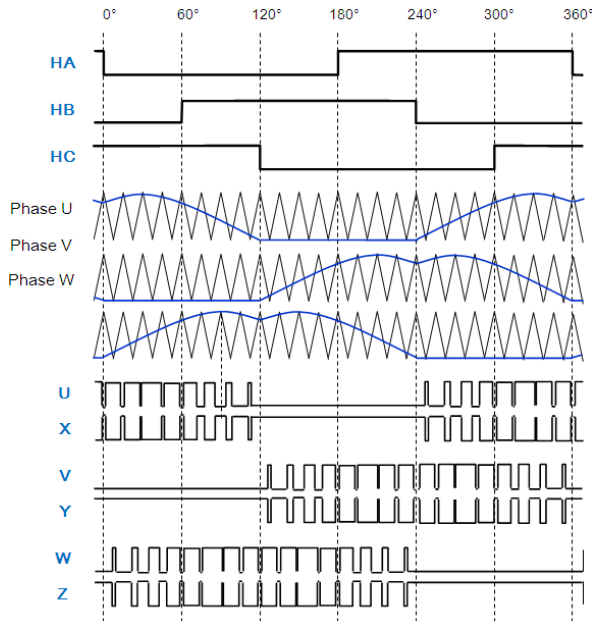 0° 60° 120° 180° 240° 300° 360°
HA
HB
HC
Phase U
Phase V
Phase W
U
X
V
Y
W
Z